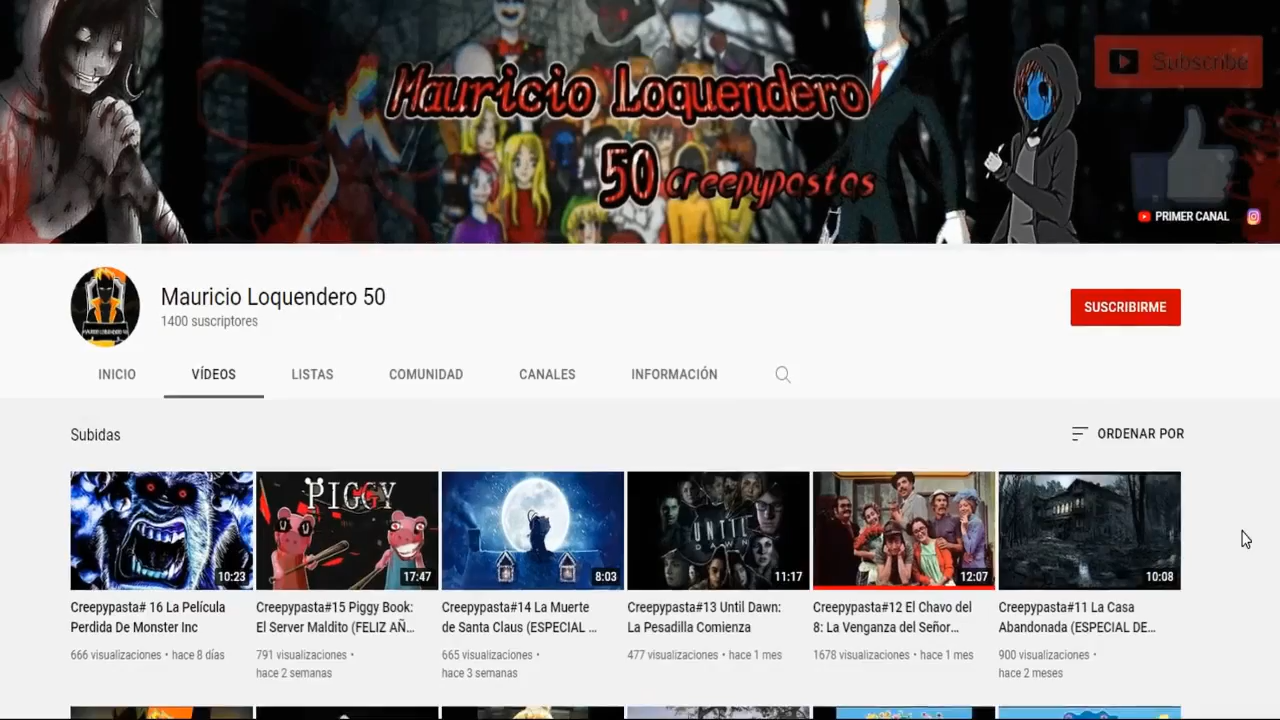 Mauricio Loquendero
50 Creepypastas
Subscribe
PRIMER CANAL
Mauricio Loquendero 50
1400 suscriptores
SUSCRIBIRME
INICIO VÍDEOS LISTAS COMUNIDAD CANALES INFORMACIÓN
Subidas
ORDENAR POR
PIGGY
UNTIL
DAWN
10:23 17:47 8:03 11:17 12:07 10:08
Creepypasta# 16 La Película
Perdida De Monster Inc
666 visualizaciones • hace 8 días
Creepypasta#15 Piggy Book:
El Server Maldito (FELIZ AÑ...
791 visualizaciones •
hace 2 semanas
Creepypasta#14 La Muerte
de Santa Claus (ESPECIAL ...
665 visualizaciones •
hace 3 semanas
Creepypasta#13 Until Dawn:
La Pesadilla Comienza
477 visualizaciones • hace 1 mes
Creepypasta#12 El Chavo del
8: La Venganza del Señor...
1678 visualizaciones • hace 1 mes
Creepypasta#11 La Casa
Abandonada (ESPECIAL DE...
900 visualizaciones •
hace 2 meses